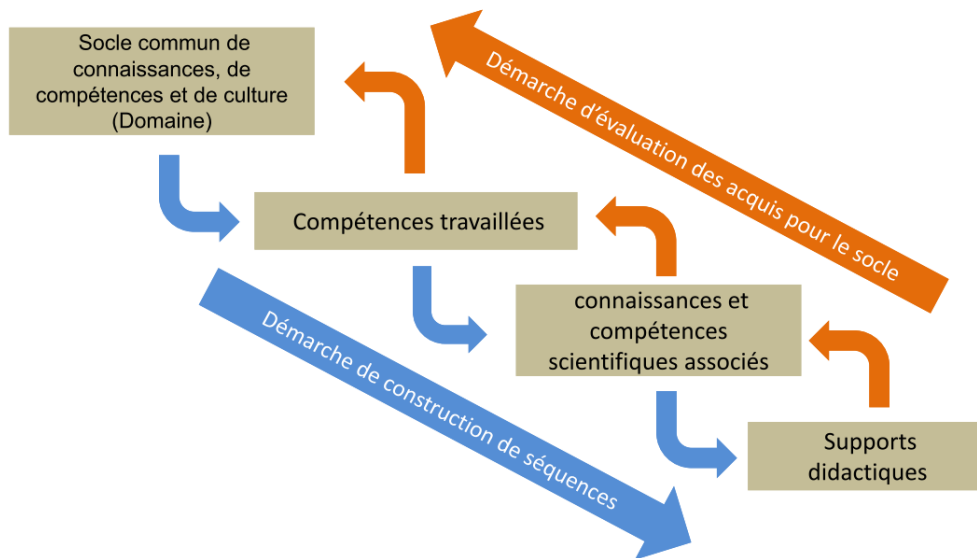 Socle commun de
connaissances, de
compétences et de culture
(Domaine)
Démarche d'évaluation des acquis pour le socle
Compétences travaillées
connaissances et
compétences
scientifiques associés
Démarche de construction de séquences
Supports
didactiques